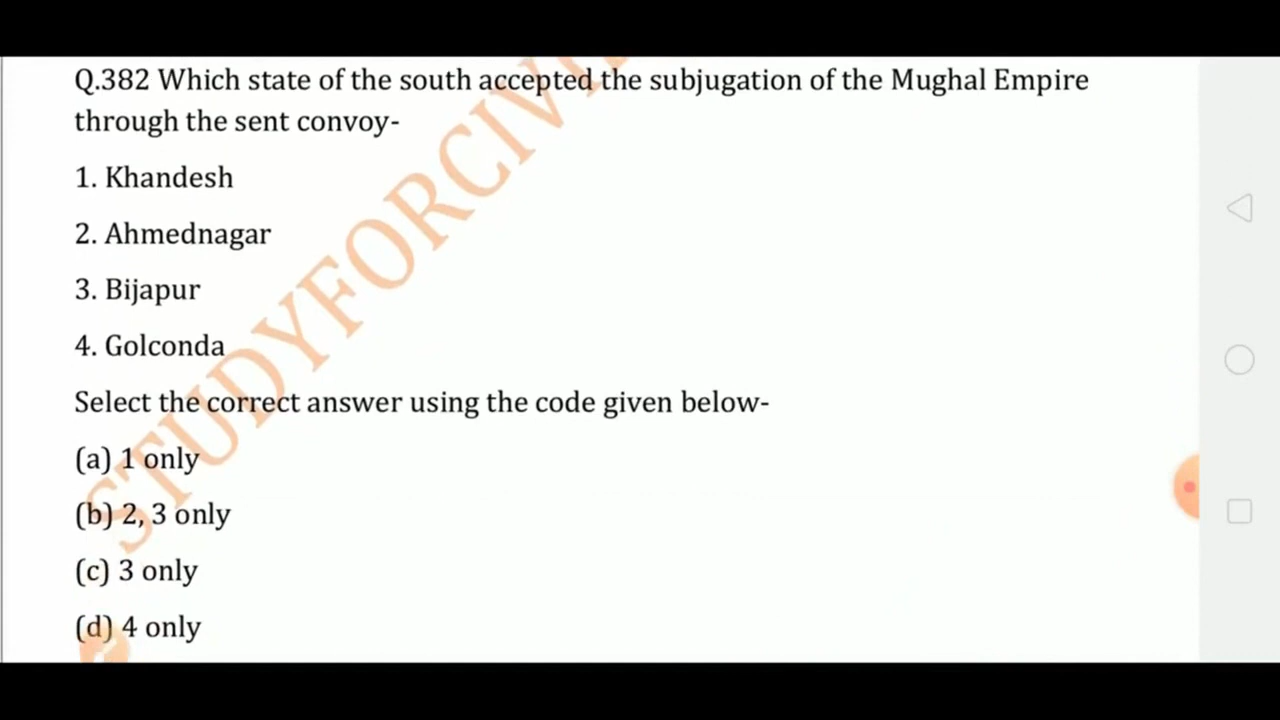 Q.382 Which state of the south accepted the subjugation of the Mughal Empire
through the sent convoy-
1. Khandesh
2. Ahmednagar
3. Bijapur
4. Golconda
Select the correct answer using the code given below-
(a) 1 only
(b) 2, 3 only
(c) 3 only
(d) 4 only
STUDYFORCIVI